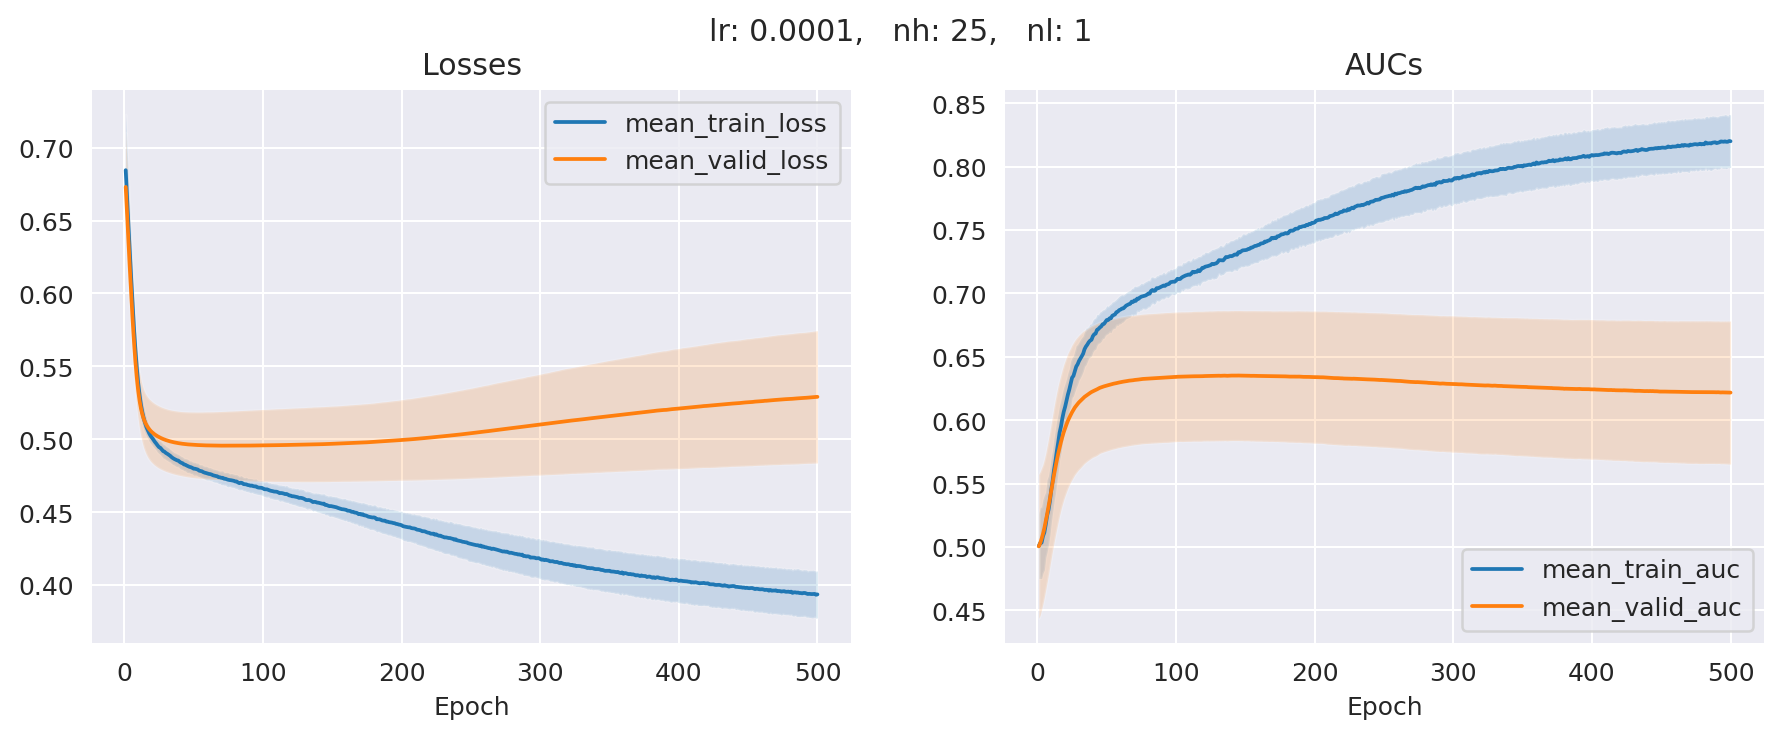 lr: 0.0001,   nh: 25,   nl: 1
Losses
0.70
0.65
0.60
0.55
0.50
0.45
0.40
mean_train_loss
mean_valid_loss
0 100 200 300 400 500
Epoch
AUCs
0.85
0.80
0.75
0.70
0.65
0.60
0.55
0.50
0.45
mean_train_auc
mean_valid_auc
0 100 200 300 400 500
Epoch